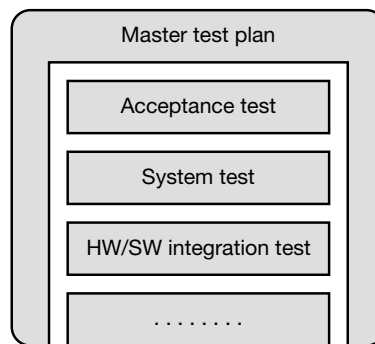 Master test plan
Acceptance test
System test
HW/SW integration test
. . . . . . . .